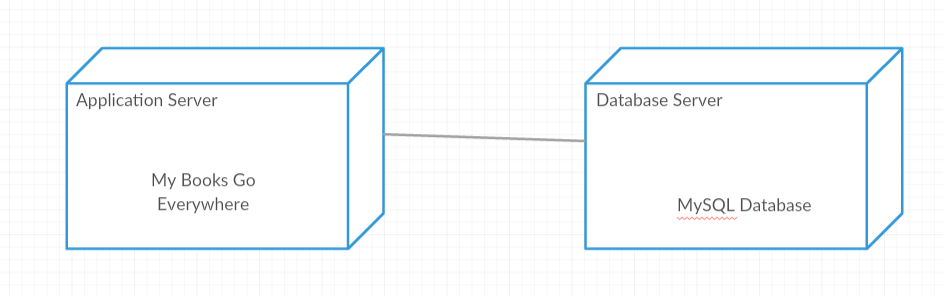 Application Server
My Books Go
Everywhere
Database Server
MySQL Database